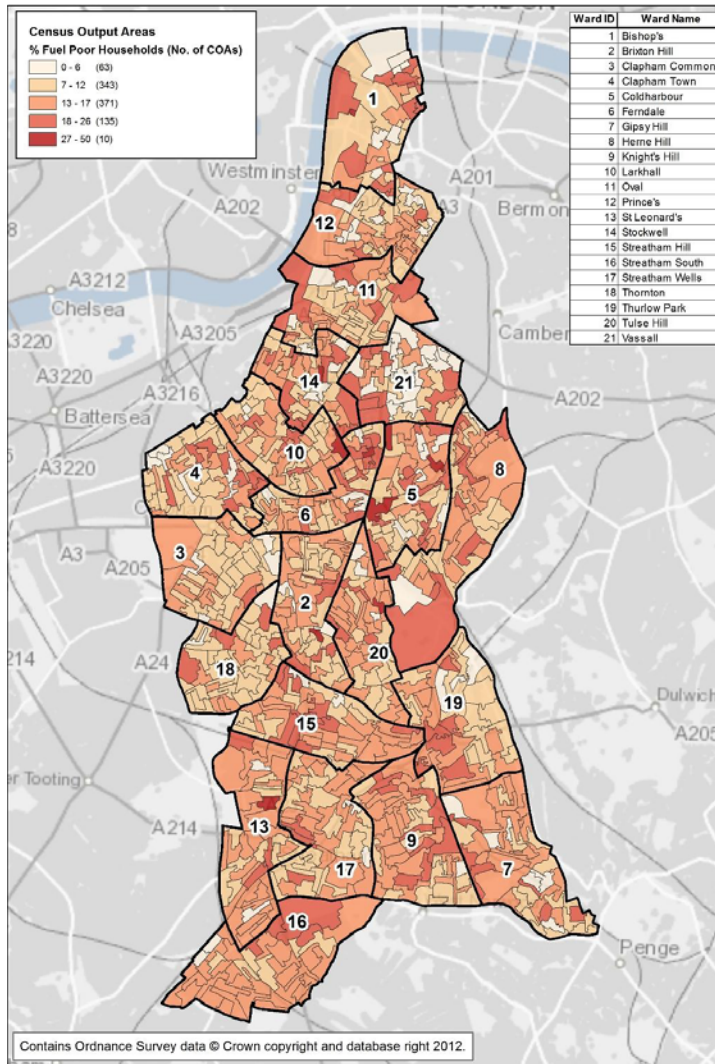 LONDON
Census Output Areas
% Fuel Poor Households (No. of COAs)
0 - 6 (63)
7 - 12 (343)
13 - 17 (371)
18 - 26 (135)
27 - 50 (10)
Ward ID Ward Name
1 Bishop's
2 Brixton Hill
3 Clapham Common
4 Clapham Town
5 Coldharbour
6 Ferndale
7 Gipsy Hill
8 Herne Hill
9 Knight's Hill
10 Larkhall
11 Oval
12 Prince's
13 St Leonard's
14 Stockwell
15 Streatham Hill
16 Streatham South
17 Streatham Wells
18 Thornton
19 Thurlow Park
20 Tulse Hill
21 Vassall
1
Westminster
A201
A202
A3
Bermon
12
A3212
11
Chelsea
A3205
Camber
3220
A3220
14
21
A3216
A202
Battersea
10
4
8
A3220
5
6
3
A3
A205
2
20
214
A24
18
19
Dulwich
15
A205
er Tooting
A214
13
9
17
7
16
Penge
Contains Ordnance Survey data © Crown copyright and database right 2012.